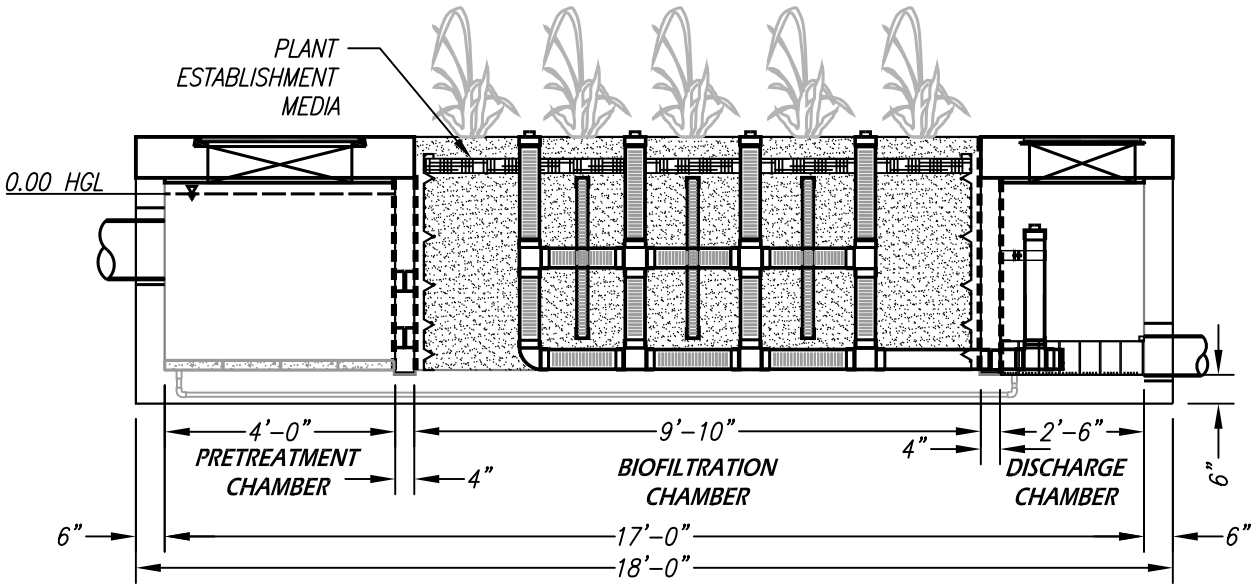 PLANT
ESTABLISHMENT
MEDIA
0.00 HGL
4'-0"
9'-10"
2'-6"
4"
4"
6"
PRETREATMENT
CHAMBER
BIOFILTRATION
CHAMBER
DISCHARGE
CHAMBER
6"
17'-0"
6"
18'-0"